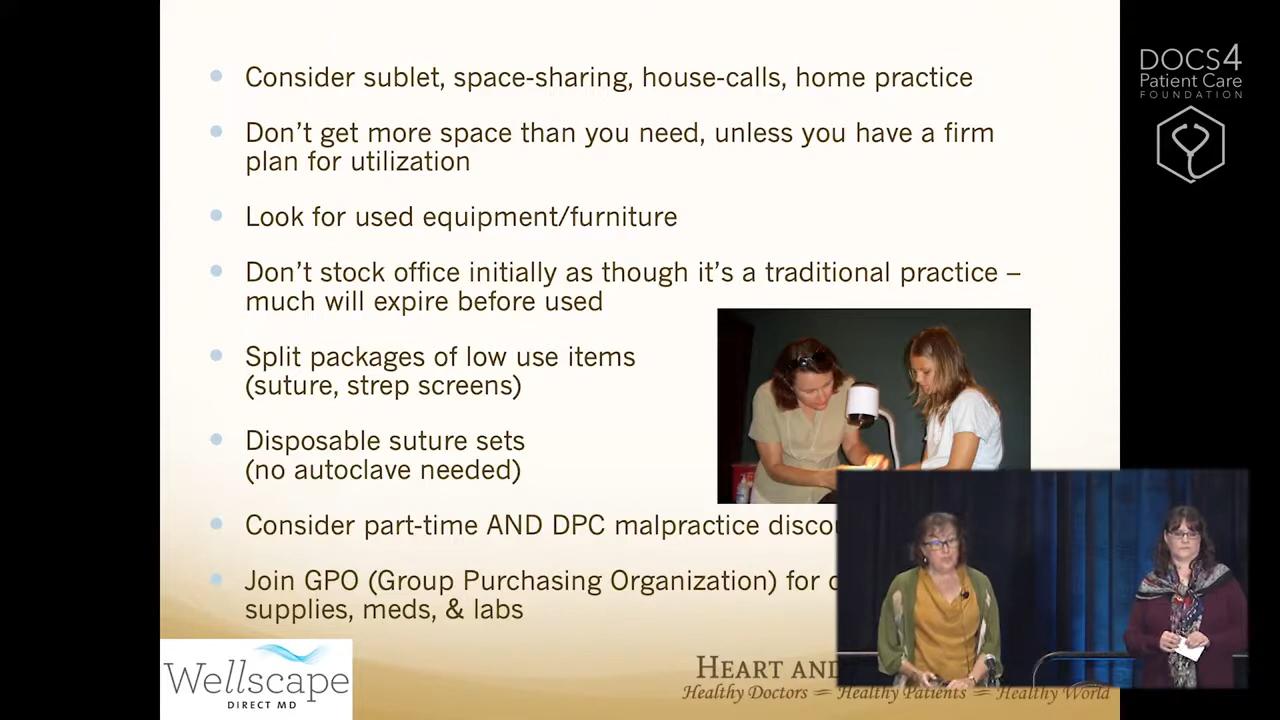 Consider sublet, space-sharing, house-calls, home practice
Don't get more space than you need, unless you have a firm
plan for utilization
Look for used equipment/furniture
Don't stock office initially as though it's a traditional practice –
much will expire before used
Split packages of low use items
(suture, strep screens)
Disposable suture sets
(no autoclave needed)
Consider part-time AND DPC malpractice
Join GPO (Group Purchasing Organization) for
supplies, meds, & labs
Wellscape
DIRECT MD
HEART AND
Healthy Doctors = Healthy Patients = Healthy World
DOCS4
Patient Care
FOUNDATION